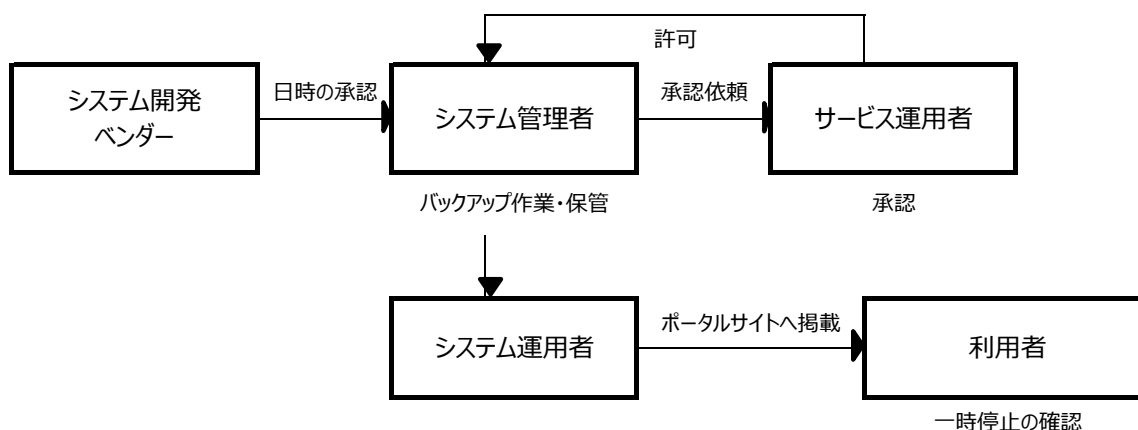 許可
システム開発
ベンダー
日時の承認
システム管理者
承認依頼
サービス運用者
バックアップ作業・保管
承認
システム運用者
ポータルサイトへ掲載
利用者
一時停止の確認